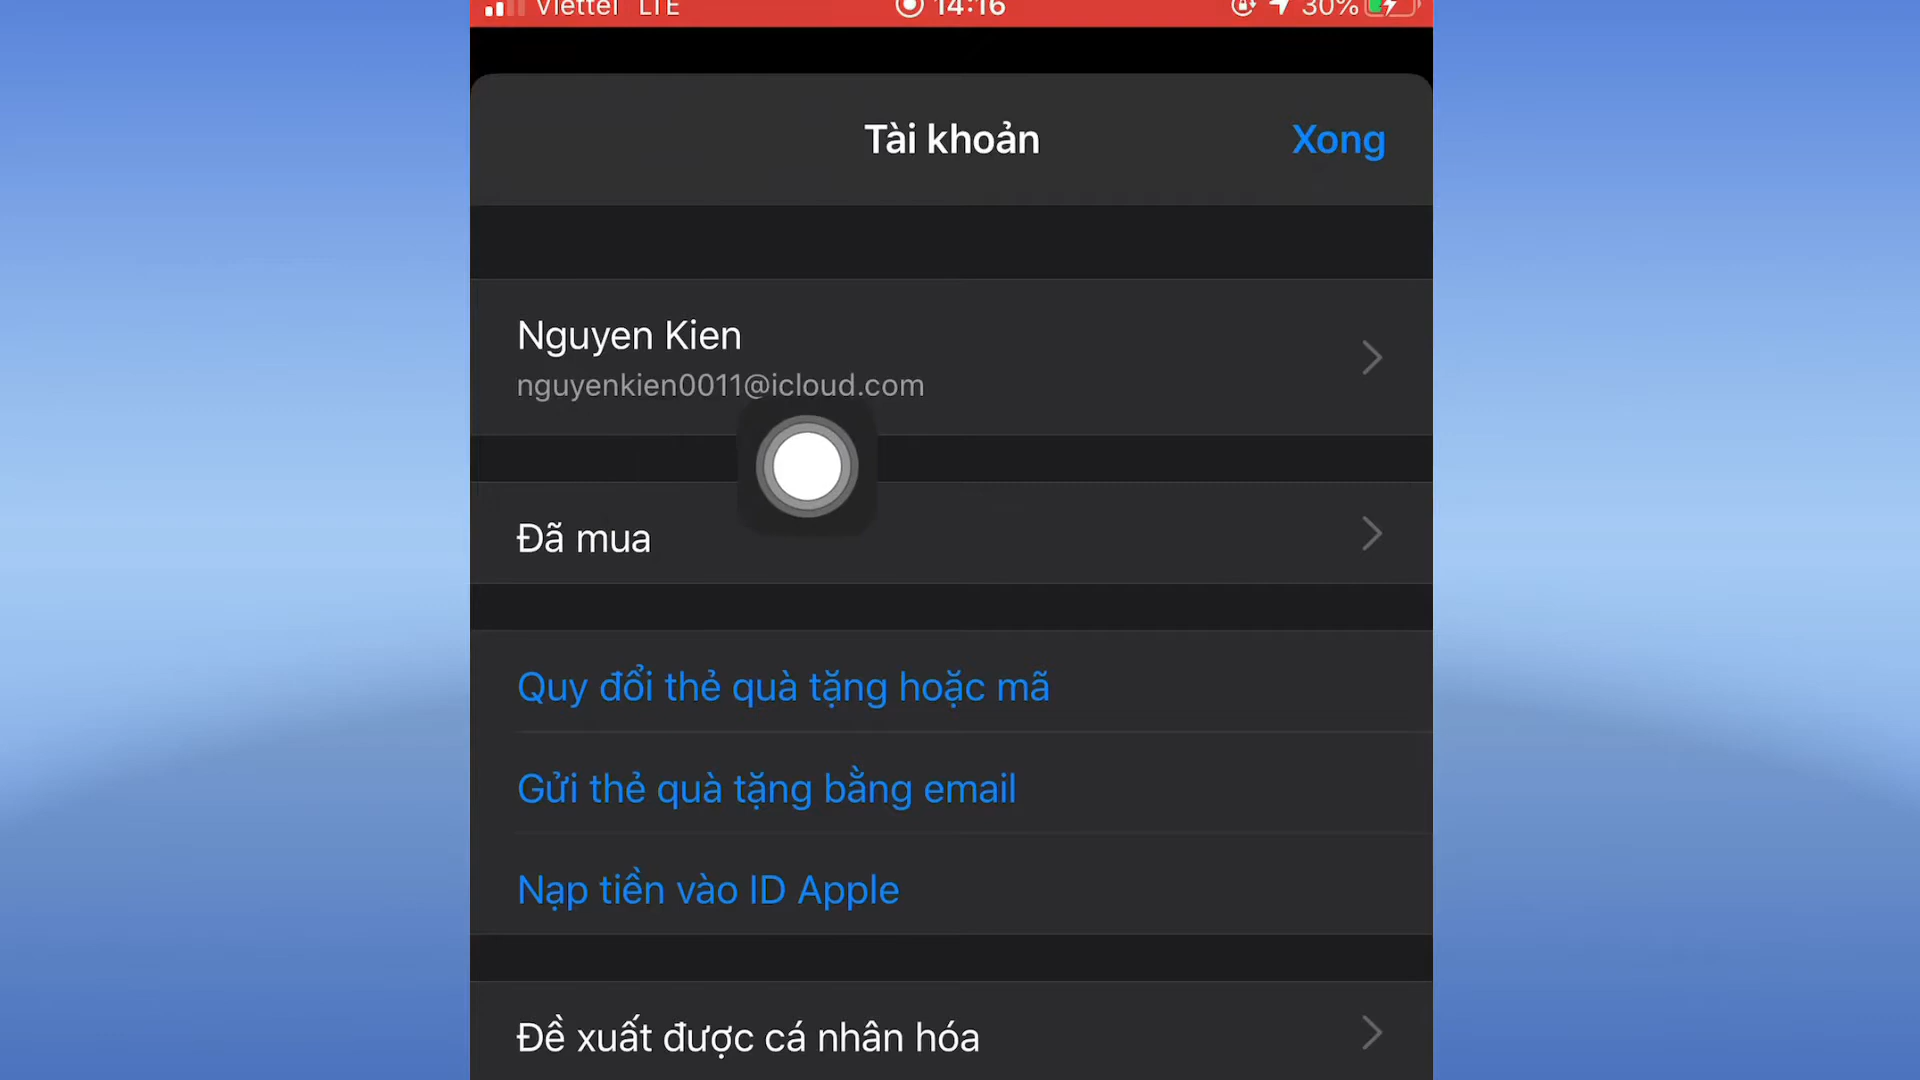 Viettel LTE 14:16 30%
Tài khoản Xong
Nguyen Kien
nguyenkien0011@icloud.com
Đã mua
Quy đổi thẻ quà tặng hoặc mã
Gửi thẻ quà tặng bằng email
Nạp tiền vào ID Apple
Đề xuất được cá nhân hóa